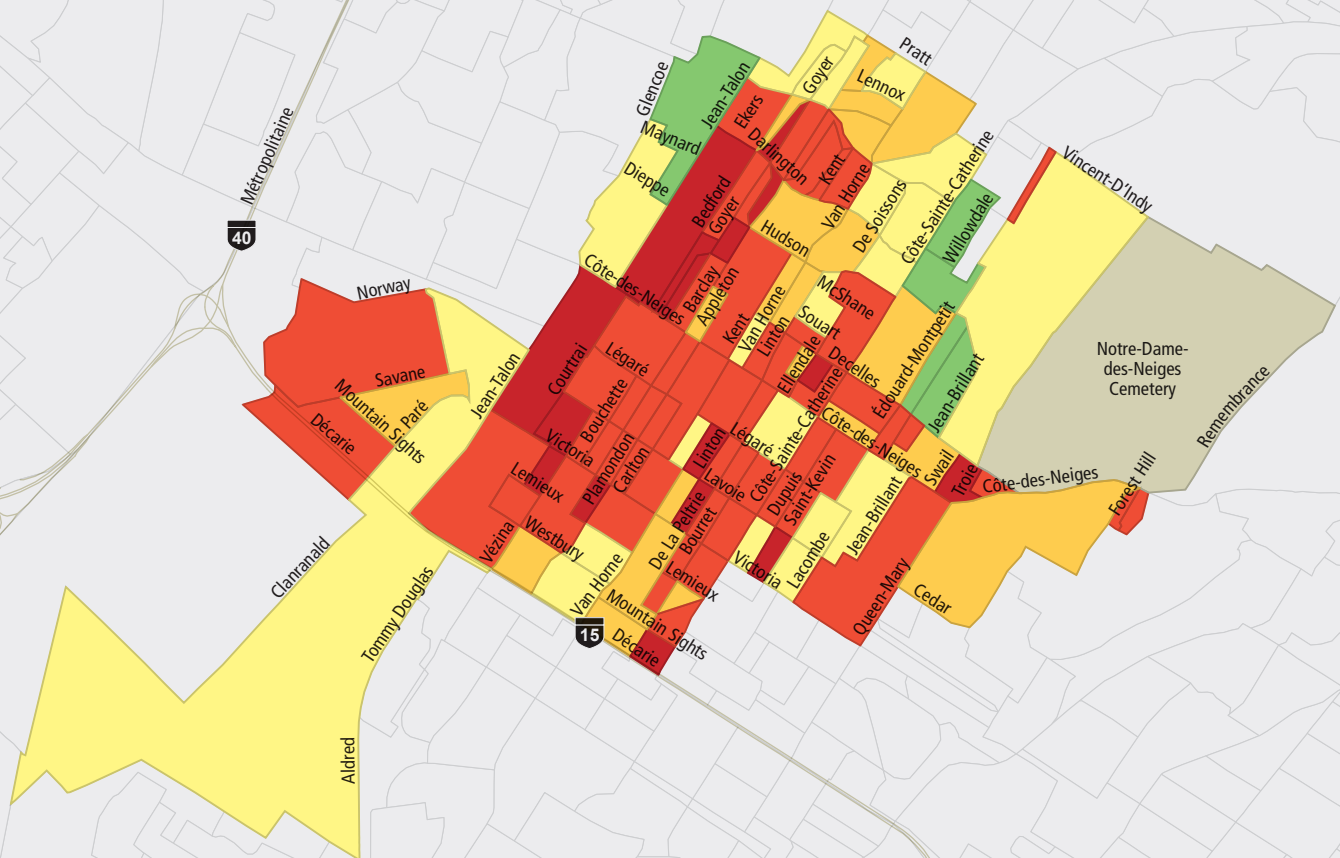 Pratt
Goyer
Lennox
Glencoe
Jean-Talon
Ekers
Métropolitaine
Maynard
Darlington
Kent
Van Horne
Côte-Sainte-Catherine
Vincent-D'Indy
Dieppe
Bedford
Goyer
De Soissons
Willowdale
40
Hudson
Côte-des-Neiges
Barclay
Appleton
McShane
Norway
Kent
Van Horne
Linton
Souart
Édouard-Montpetit
Notre-Dame-
des-Neiges
Cemetery
Légaré
Courtrai
Decelles
Ellendale
Jean-Brillant
Remembrance
Savane
Jean-Talon
Mountain Sights
Paré
Bouchette
Côte-Sainte-Catherine
Côte-des-Neiges
Décarie
Victoria
Légaré
Linton
Swail
Troie
Côte-des-Neiges
Forest Hill
Lemieux
Plamondon
Carlton
Lavoie
Dupuis
Saint-Kevin
Jean-Brillant
Peltrie
De La
Bourret
Vézina
Westbury
Victoria
Lacombe
Clanranald
Van Horne
Lemieux
Queen-Mary
Cedar
Tommy Douglas
Mountain Sights
15
Décarie
Aldred